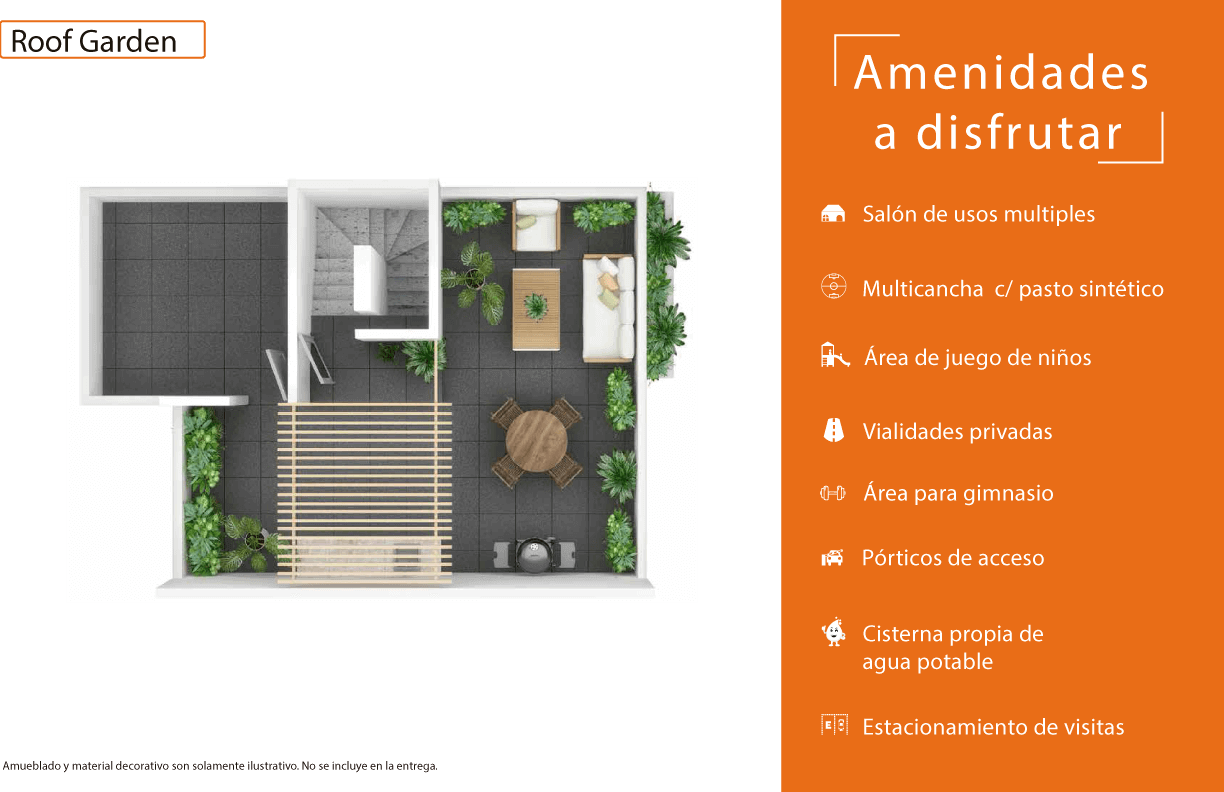 Roof Garden
Amenidades
a disfrutar
Salón de usos multiples
Multicancha c/ pasto sintético
Área de juego de niños
Vialidades privadas
Área para gimnasio
Pórticos de acceso
Cisterna propia de
agua potable
E
Estacionamiento de visitas
Amueblado y material decorativo son solamente ilustrativo. No se incluye en la entrega.